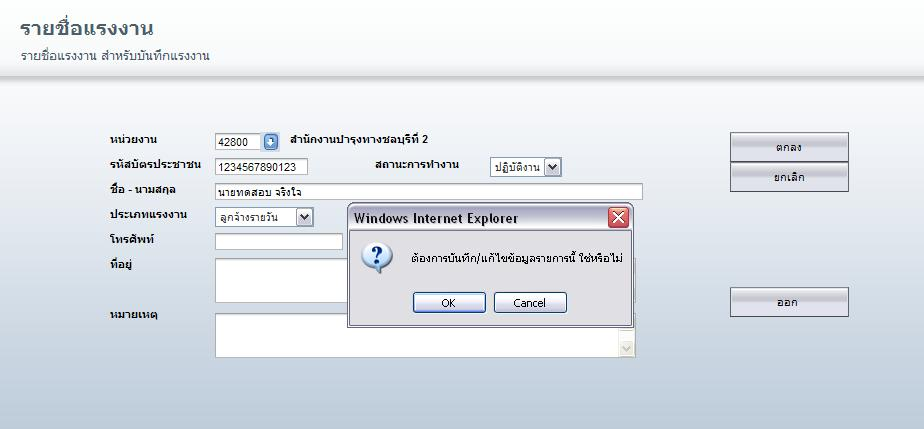 รายชื่อแรงงาน
รายชื่อแรงงาน สำหรับบันทึกแรงงาน
หน่วยงาน 42800 สำนักงานบำรุงทางชลบุรีที่ 2
ตกลง
รหัสบัตรประชาชน 1234567890123 สถานะการทำงาน ปฏิบัติงาน
ยกเลิก
ชื่อ - นามสกุล นายทดสอบ จริงใจ
ประเภทแรงงาน ลูกจ้างรายวัน
Windows Internet Explorer
โทรศัพท์
ที่อยู่
ต้องการบันทึก/แก้ไขข้อมูลรายการนี้ ใช่หรือไม่
OK Cancel
ออก
หมายเหตุ